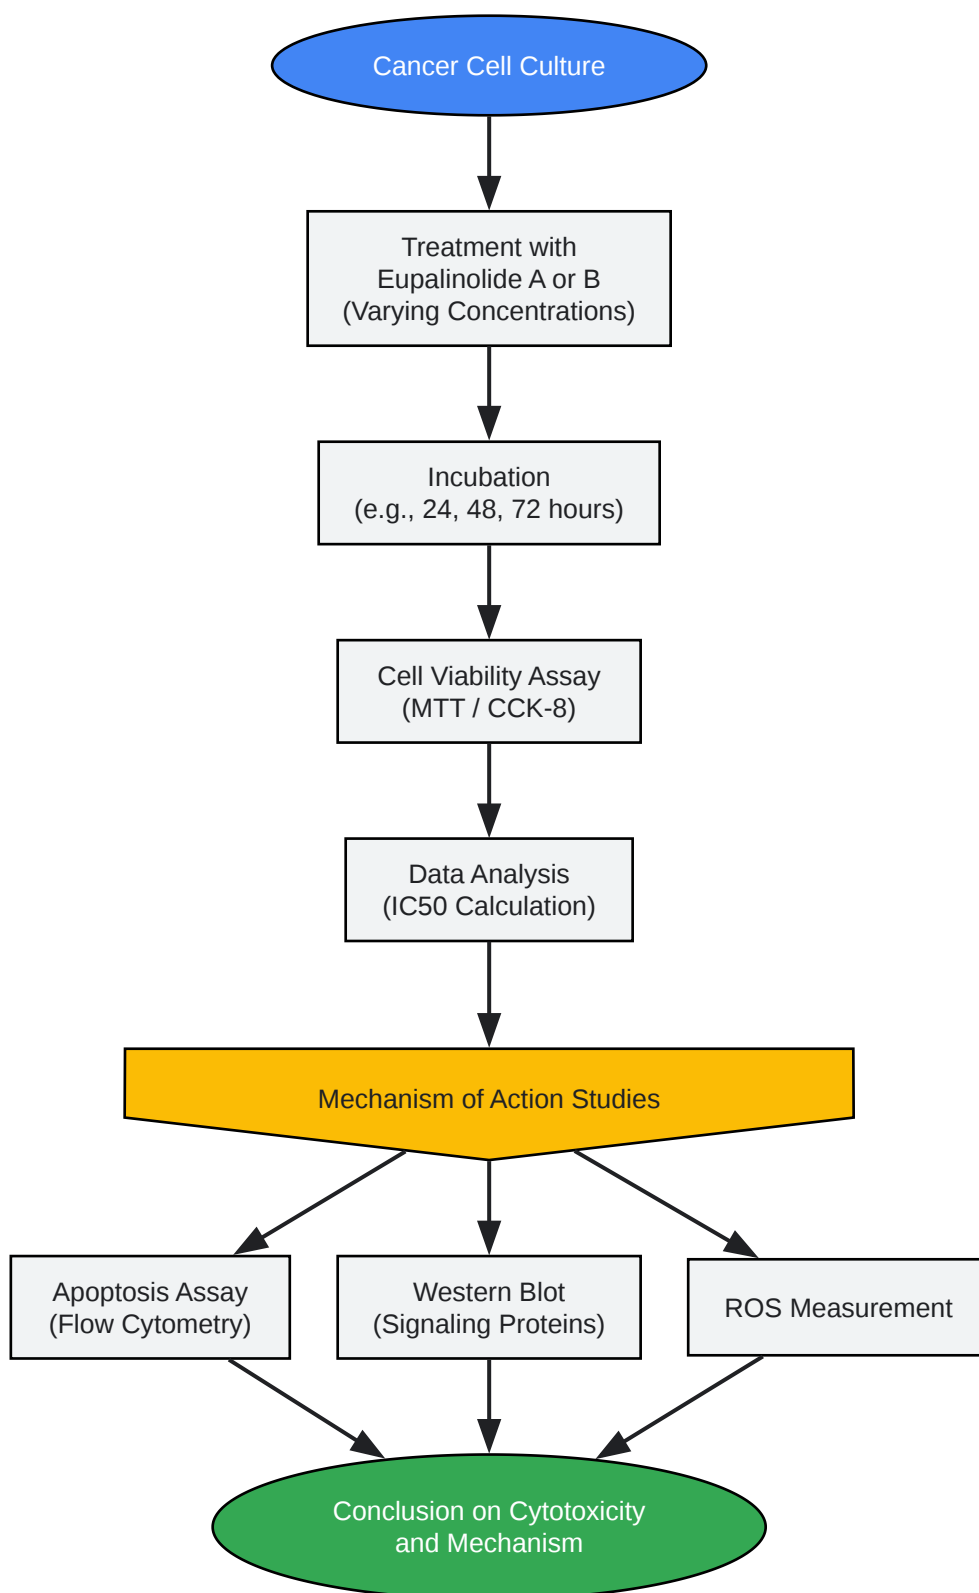 Cancer Cell Culture
Treatment with
Eupalinolide A or B
(Varying Concentrations)
Incubation
(e.g., 24, 48, 72 hours)
Cell Viability Assay
(MTT / CCK-8)
Data Analysis
(IC50 Calculation)
Mechanism of Action Studies
Apoptosis Assay
(Flow Cytometry)
Western Blot
(Signaling Proteins)
ROS Measurement
Conclusion on Cytotoxicity
and Mechanism